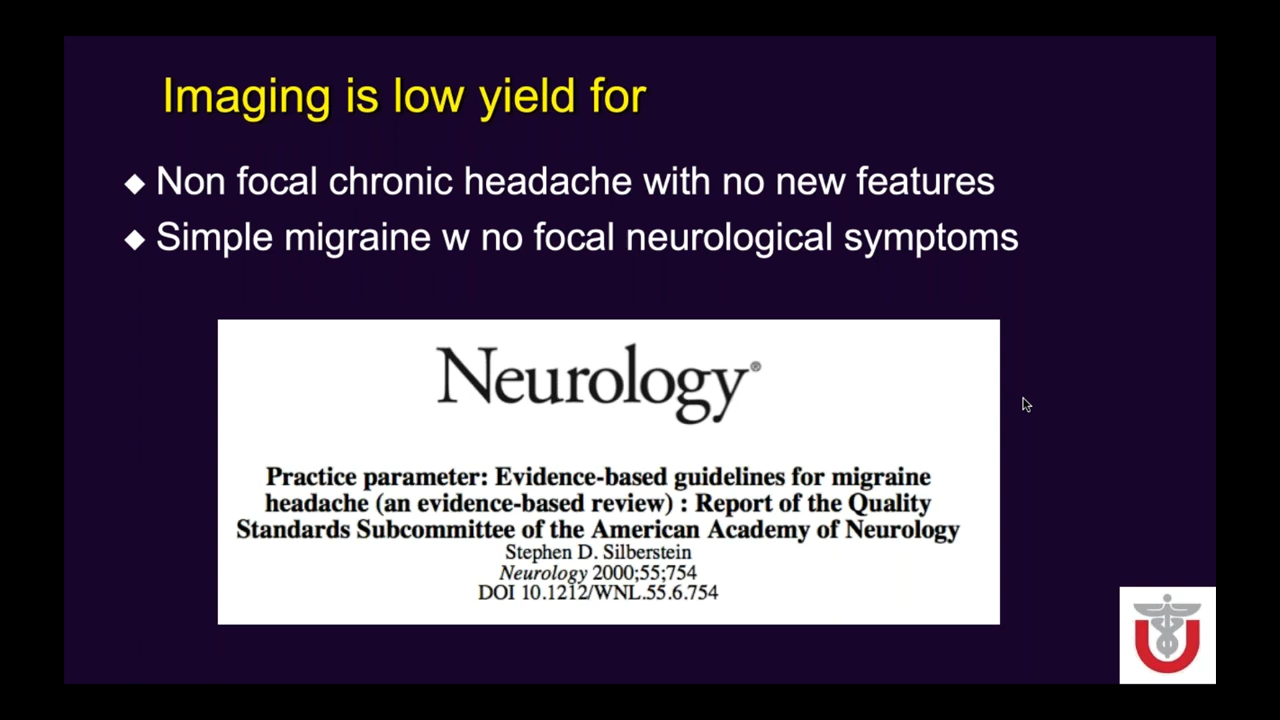 Imaging is low yield for
◆ Non focal chronic headache with no new features
◆ Simple migraine w no focal neurological symptoms
Neurology®
Practice parameter: Evidence-based guidelines for migraine
headache (an evidence-based review) : Report of the Quality
Standards Subcommittee of the American Academy of Neurology
Stephen D. Silberstein
Neurology 2000;55;754
DOI 10.1212/WNL.55.6.754
U